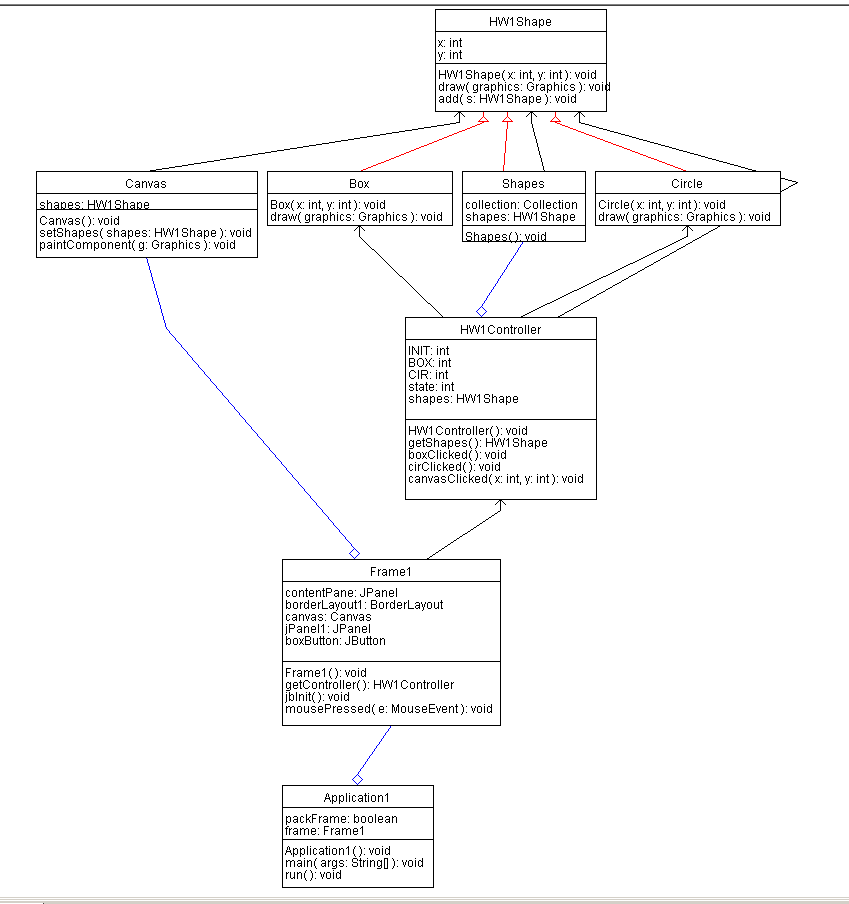 HW1Shape
x: int
y: int
HW1Shape( x: int, y: int ): void
draw( graphics: Graphics ): void
add( s: HW1Shape ): void
Canvas
shapes: HW1Shape
Canvas( ): void
setShapes( shapes: HW1Shape ): void
paintComponent( g: Graphics ): void
Box
Box( x: int, y: int ): void
draw( graphics: Graphics ): void
Shapes
collection: Collection
shapes: HW1Shape
Shapes( ): void
Circle
Circle( x: int, y: int ): void
draw( graphics: Graphics ): void
HW1Controller
INIT: int
BOX: int
CIR: int
state: int
shapes: HW1Shape
HW1Controller( ): void
getShapes( ): HW1Shape
boxClicked( ): void
cirClicked( ): void
canvasClicked( x: int, y: int ): void
Frame1
contentPane: JPanel
borderLayout1: BorderLayout
canvas: Canvas
jPanel1: JPanel
boxButton: JButton
Frame1( ): void
getController( ): HW1Controller
jbInit( ): void
mousePressed( e: MouseEvent ): void
Application1
packFrame: boolean
frame: Frame1
Application1( ): void
main( args: String[] ): void
run( ): void